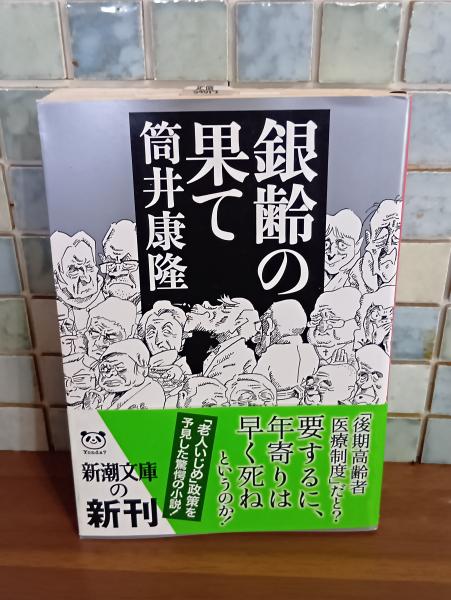 銀齢の
果て
筒井康隆
「後期高齢者
医療制度」だと?
要するに、
年寄りは
早く死ね
というのか!
「老人いじめ」政策を
予見した驚愕の小説!
Yonda?
新潮文庫
の
新刊